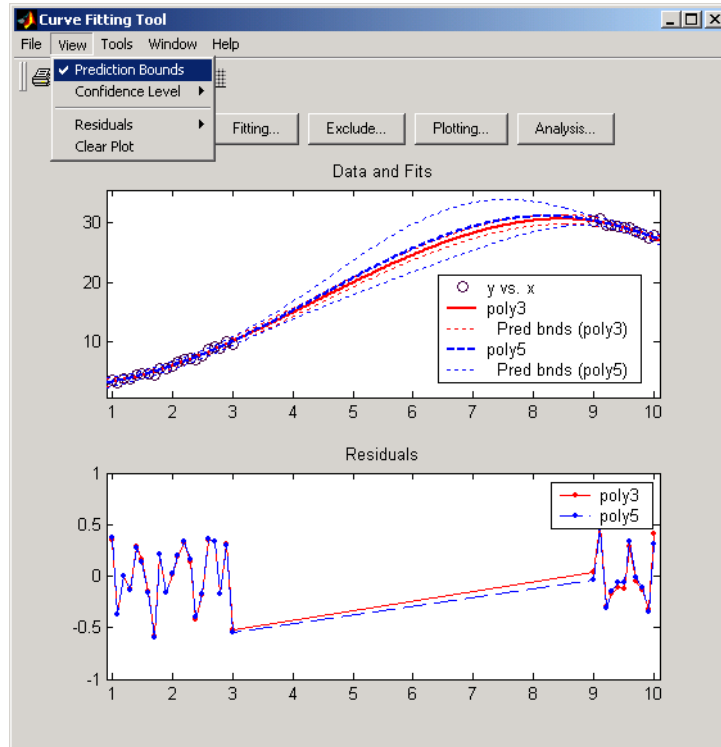 Curve Fitting Tool
File View Tools Window Help
Prediction Bounds
Confidence Level
Residuals
Clear Plot
Fitting... Exclude... Plotting... Analysis...
Data and Fits
30
20
10
y vs. x
poly3
Pred bnds (poly3)
poly5
Pred bnds (poly5)
1 2 3 4 5 6 7 8 9 10
Residuals
1
0.5
0
-0.5
-1
poly3
poly5
1 2 3 4 5 6 7 8 9 10